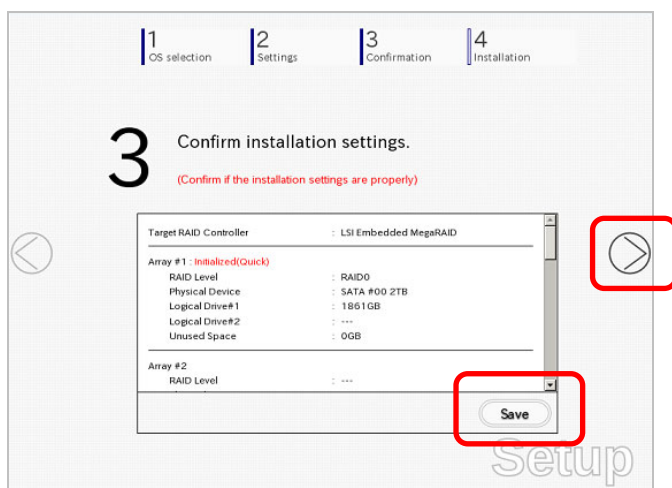 1 2 3 4
OS selection Settings Confirmation Installation
3 Confirm installation settings.
(Confirm if the installation settings are properly)
Target RAID Controller : LSI Embedded MegaRAID
Array #1 : Initialized(Quick)
RAID Level : RAID0
Physical Device : SATA #00 2TB
Logical Drive#1 : 1861GB
Logical Drive#2 : ---
Unused Space : 0GB
Array #2
RAID Level : ---
Save
Setup